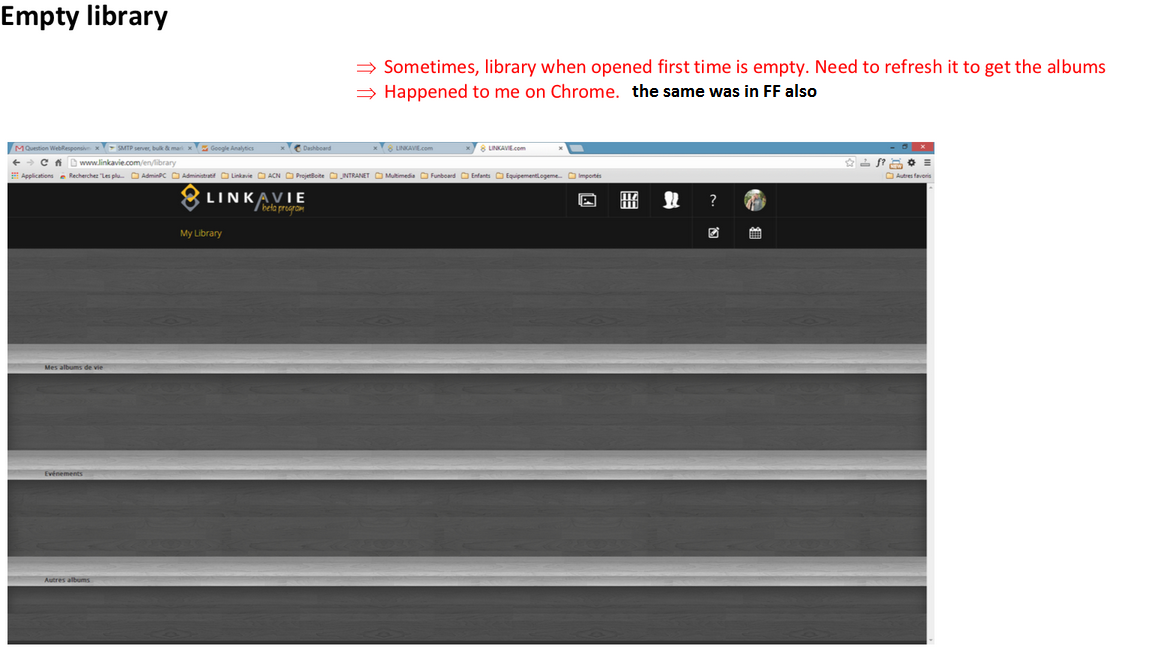 Empty library
⇒ Sometimes, library when opened first time is empty. Need to refresh it to get the albums
⇒ Happened to me on Chrome. the same was in FF also
Question WebResponsive SMTP server, bulk & mark Google Analytics Dashboard LINKAVIE.com LINKAVIE.com
www.linkavie.com/en/library
Applications Recherchez "Les plu... AdminPC Administratif Linkavie ACN ProjetBoite _INTRANET Multimedia Funboard Enfants EquipementLogeme... Importés Autres favoris
LINKAVIE
beta program
?
My Library
Mes albums de vie
Evénements
Autres albums